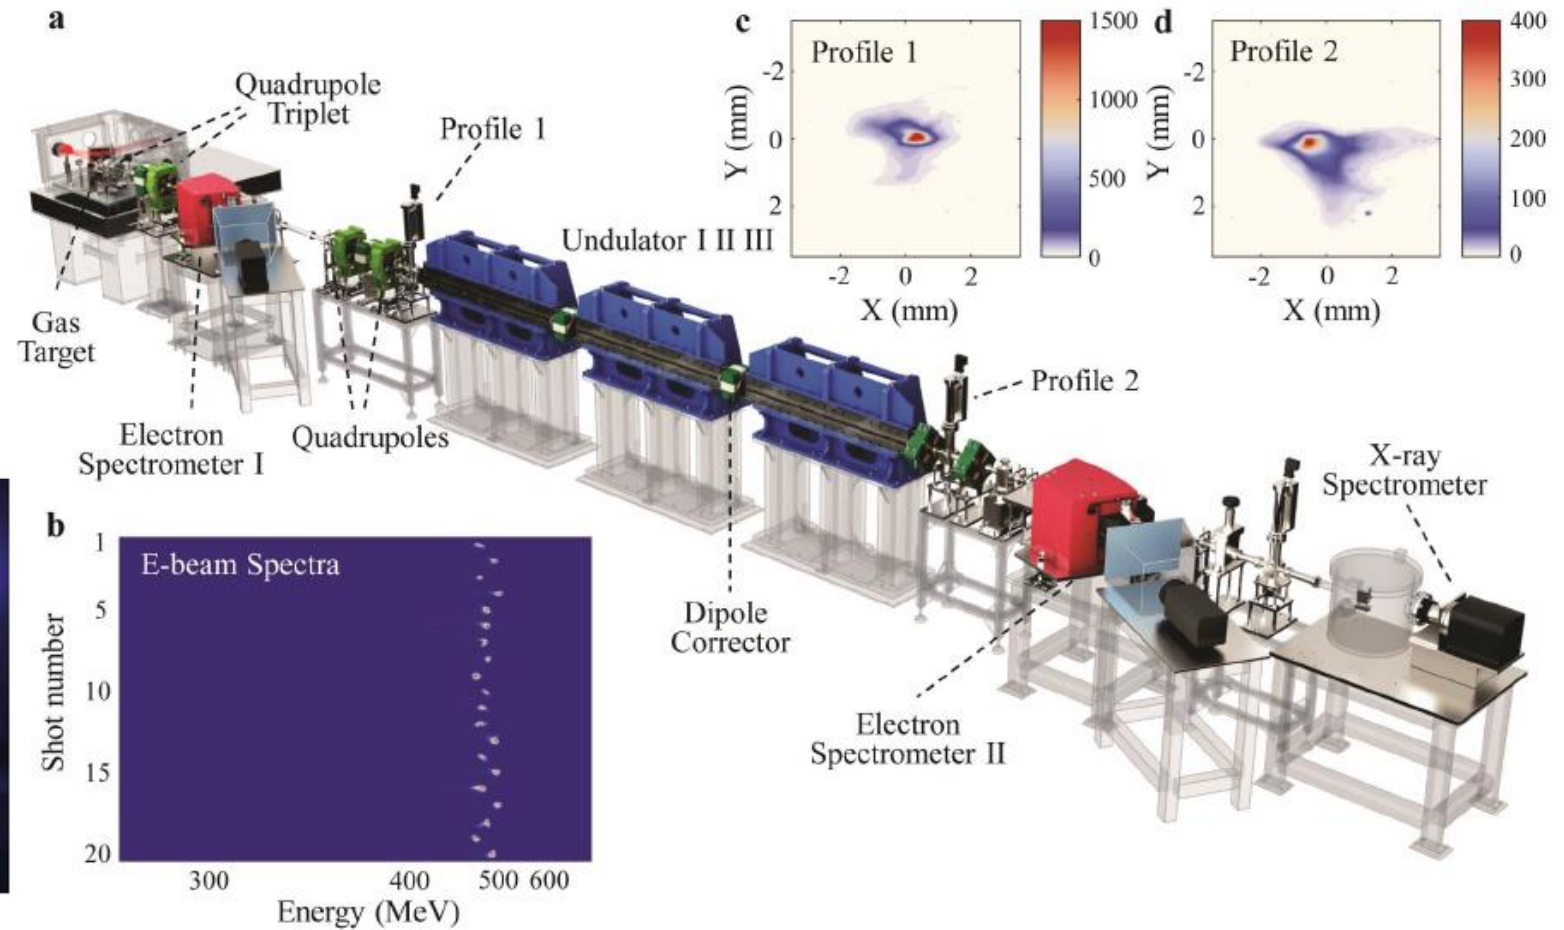 a
Quadrupole
Triplet
Profile 1
Undulator I II III
Gas
Target
Electron
Spectrometer I
Quadrupoles
Profile 2
Dipole
Corrector
Electron
Spectrometer II
X-ray
Spectrometer
b
E-beam Spectra
Shot number
1
5
10
15
20
300 400 500 600
Energy (MeV)
c
Profile 1
Y (mm)
-2
0
2
-2 0 2
X (mm)
1500
1000
500
0
d
Profile 2
Y (mm)
-2
0
2
-2 0 2
X (mm)
400
300
200
100
0